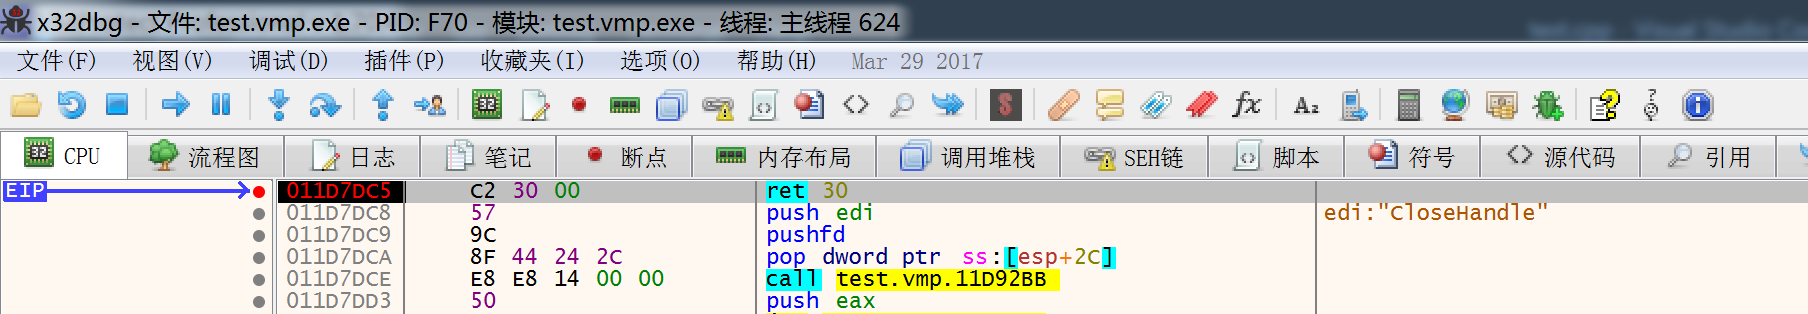 x32dbg - 文件: test.vmp.exe - PID: F70 - 模块: test.vmp.exe - 线程: 主线程 624
文件(F) 视图(V) 调试(D) 插件(P) 收藏夹(I) 选项(O) 帮助(H) Mar 29 2017
CPU 流程图 日志 笔记 断点 内存布局 调用堆栈 SEH链 脚本 符号 源代码 引用
EIP 011D7DC5 C2 30 00 ret 30
011D7DC8 57 push edi edi:"CloseHandle"
011D7DC9 9C pushfd
011D7DCA 8F 44 24 2C pop dword ptr ss:[esp+2C]
011D7DCE E8 E8 14 00 00 call test.vmp.11D92BB
011D7DD3 50 push eax